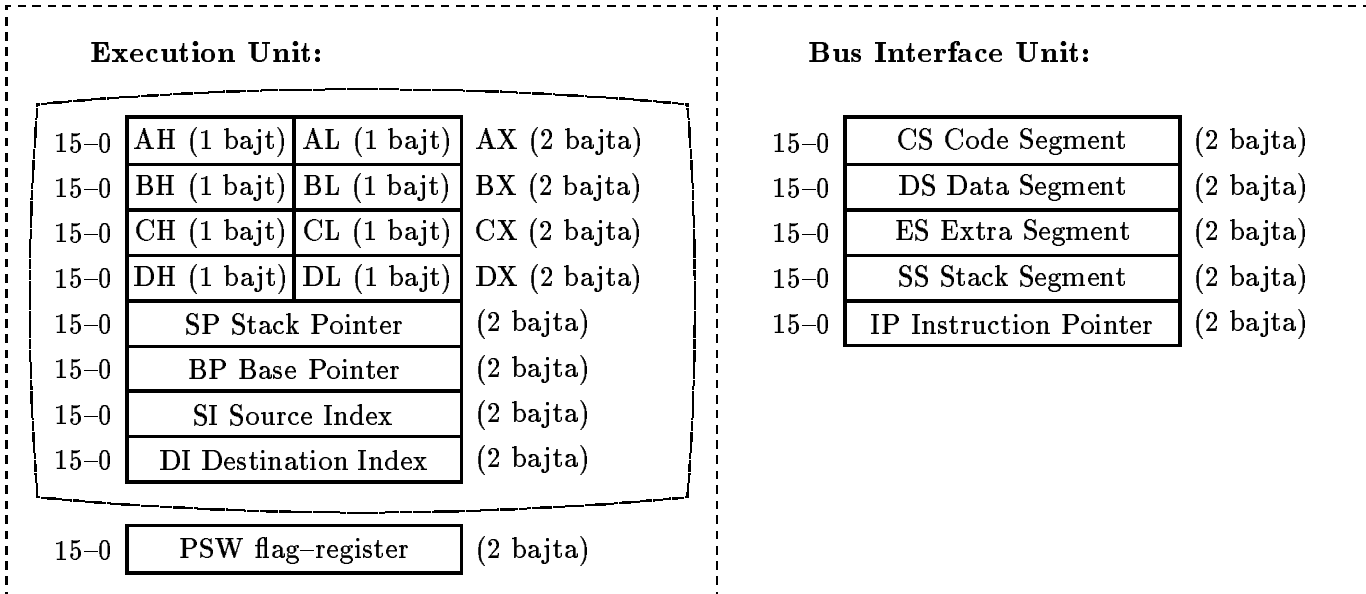 Execution Unit:
15–0 AH (1 bajt) AL (1 bajt) AX (2 bajta)
15–0 BH (1 bajt) BL (1 bajt) BX (2 bajta)
15–0 CH (1 bajt) CL (1 bajt) CX (2 bajta)
15–0 DH (1 bajt) DL (1 bajt) DX (2 bajta)
15–0 SP Stack Pointer (2 bajta)
15–0 BP Base Pointer (2 bajta)
15–0 SI Source Index (2 bajta)
15–0 DI Destination Index (2 bajta)
15–0 PSW flag–register (2 bajta)
Bus Interface Unit:
15–0 CS Code Segment (2 bajta)
15–0 DS Data Segment (2 bajta)
15–0 ES Extra Segment (2 bajta)
15–0 SS Stack Segment (2 bajta)
15–0 IP Instruction Pointer (2 bajta)